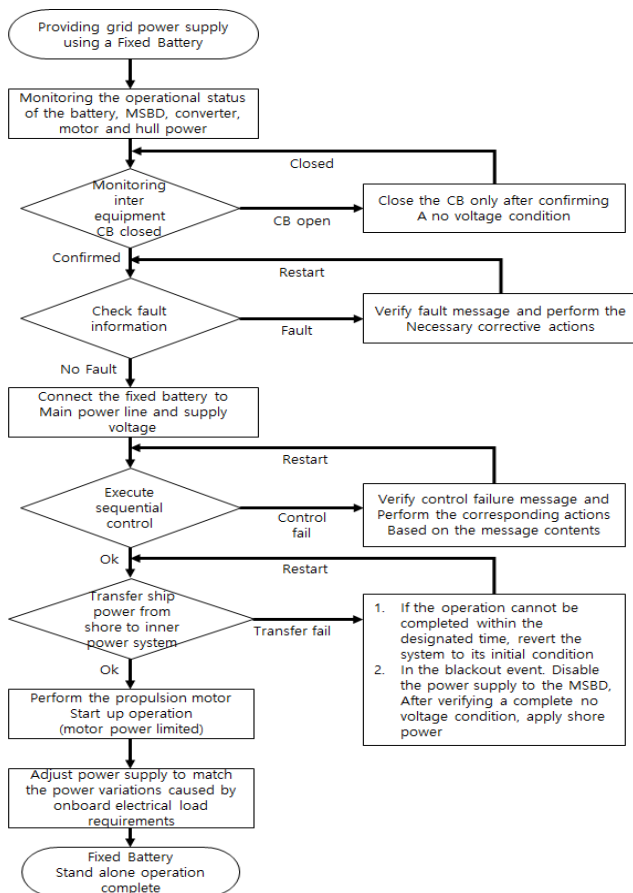 Providing grid power supply
using a Fixed Battery
Monitoring the operational status
of the battery, MSBD, converter,
motor and hull power
Closed
Monitoring
inter
equipment
CB closed
CB open
Close the CB only after confirming
A no voltage condition
Confirmed
Restart
Check fault
information
Fault
Verify fault message and perform the
Necessary corrective actions
No Fault
Connect the fixed battery to
Main power line and supply
voltage
Restart
Execute
sequential
control
Control
fail
Verify control failure message and
Perform the corresponding actions
Based on the message contents
Ok
Restart
Transfer ship
power from
shore to inner
power system
Transfer fail
1. If the operation cannot be
completed within the
designated time, revert the
system to its initial condition
2. In the blackout event. Disable
the power supply to the MSBD,
After verifying a complete no
voltage condition, apply shore
power
Ok
Perform the propulsion motor
Start up operation
(motor power limited)
Adjust power supply to match
the power variations caused by
onboard electrical load
requirements
Fixed Battery
Stand alone operation
complete